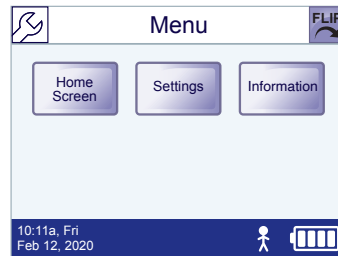 Menu
FLIP
Home
Screen
Settings
Information
10:11a, Fri
Feb 12, 2020